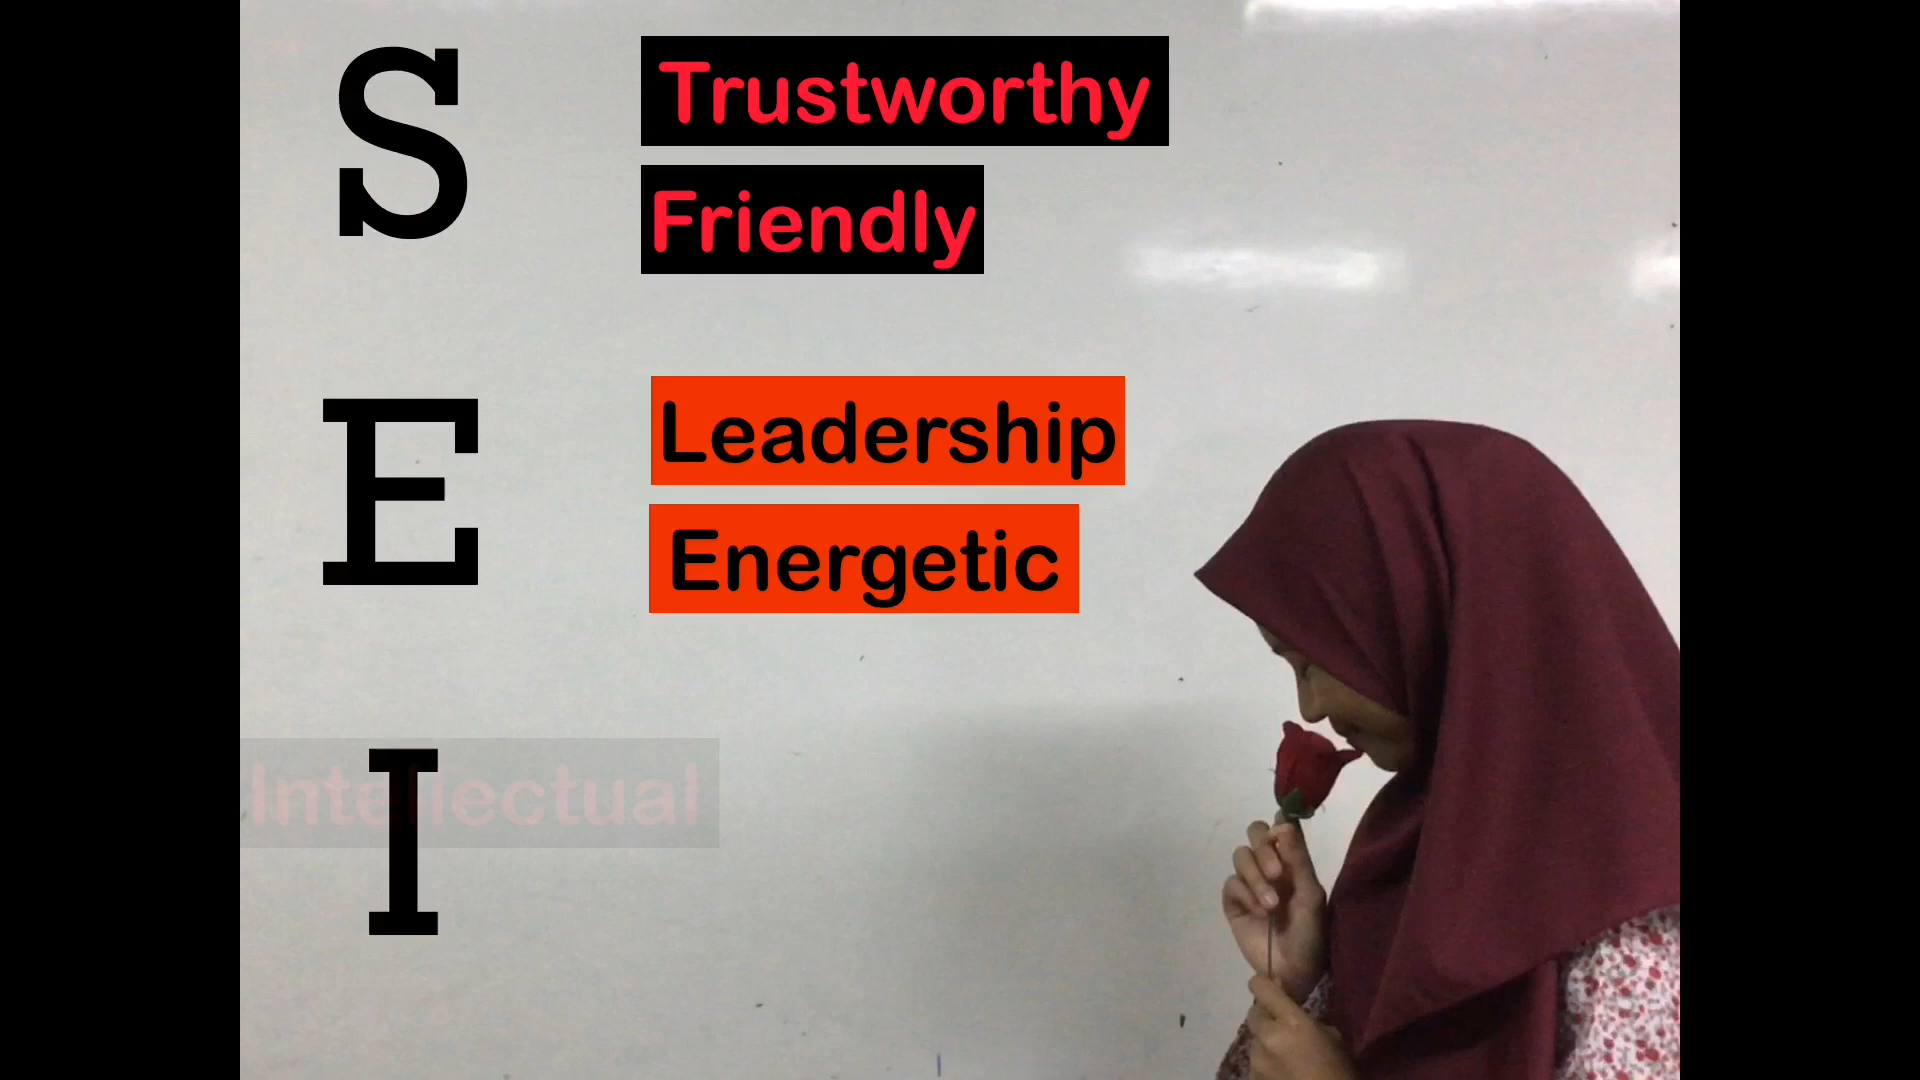 S
Trustworthy
Friendly
E
Leadership
Energetic
I
Intellectual